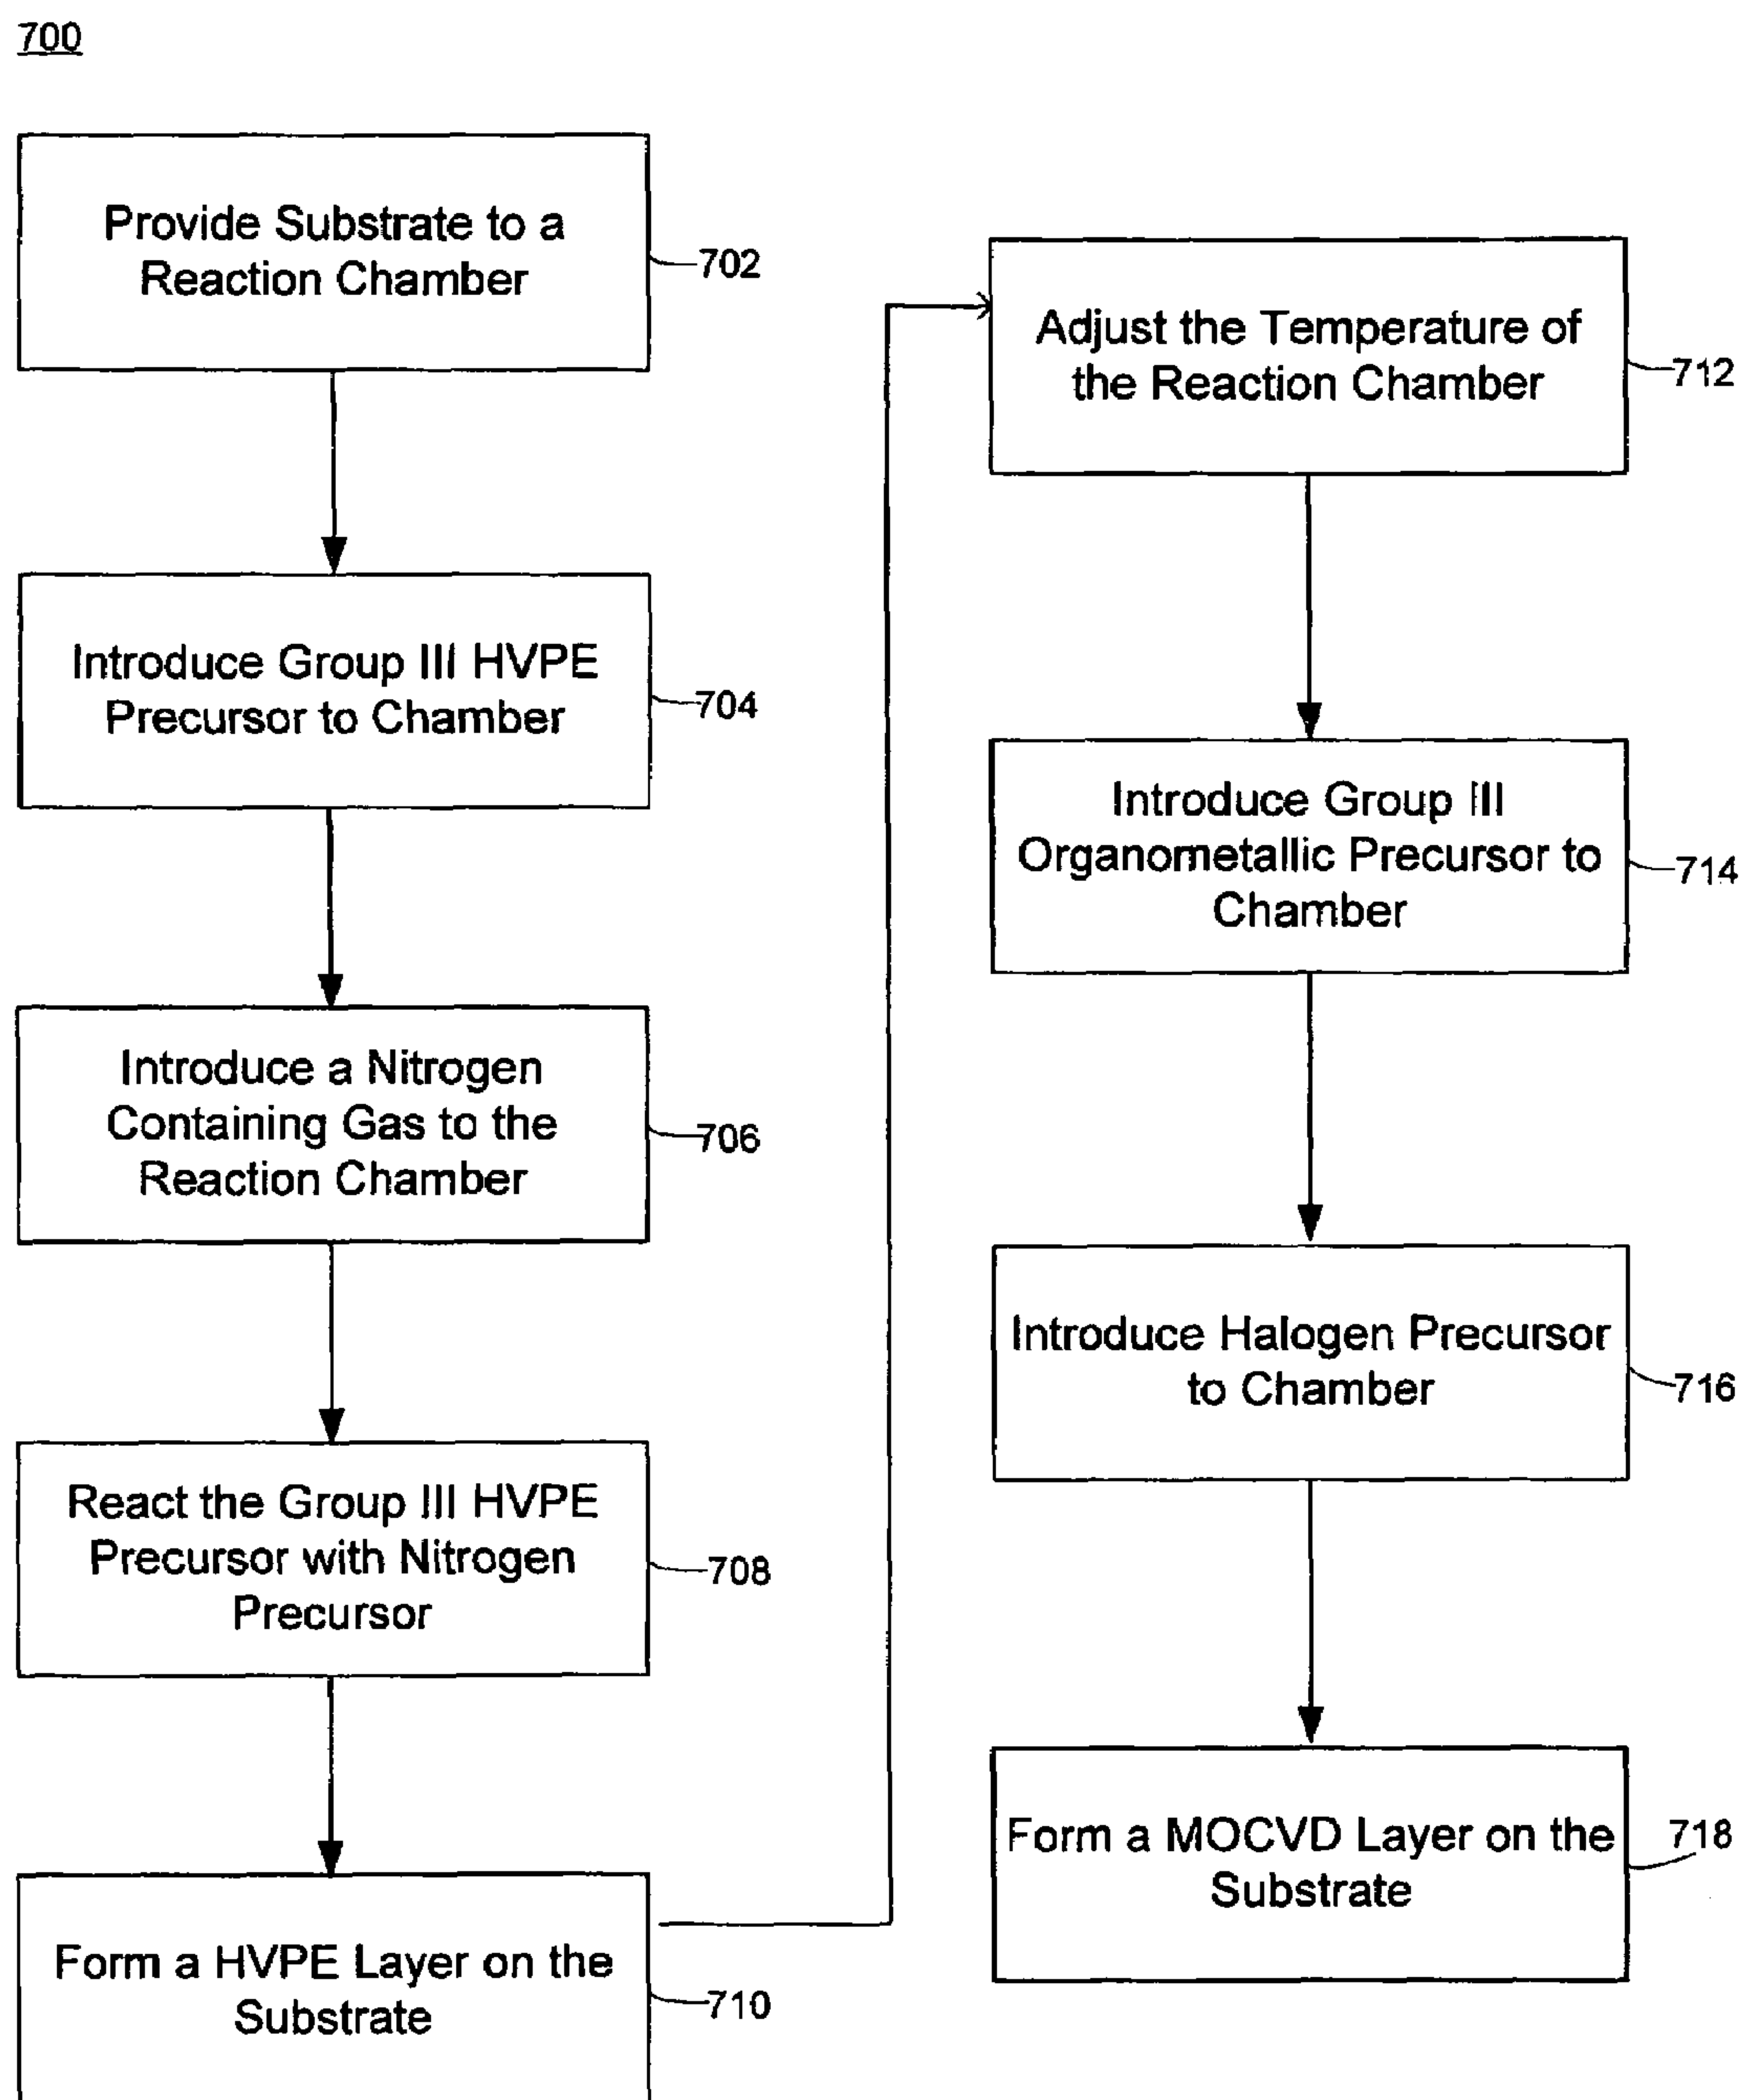 700
Provide Substrate to a
Reaction Chamber
702
Introduce Group III HVPE
Precursor to Chamber
704
Introduce a Nitrogen
Containing Gas to the
Reaction Chamber
706
React the Group III HVPE
Precursor with Nitrogen
Precursor
708
Form a HVPE Layer on the
Substrate
710
Adjust the Temperature of
the Reaction Chamber
712
Introduce Group III
Organometallic Precursor to
Chamber
714
Introduce Halogen Precursor
to Chamber
716
Form a MOCVD Layer on the
Substrate
718